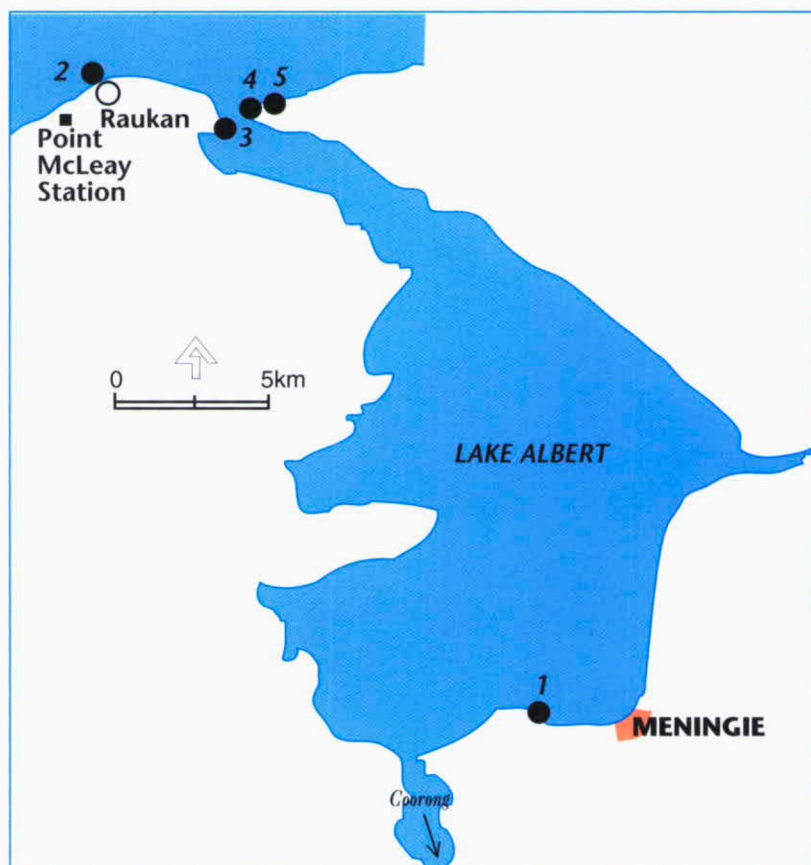 2
4
5
Raukan
3
Point
McLeay
Station
0
5km
LAKE ALBERT
1
MENINGIE
Coorong